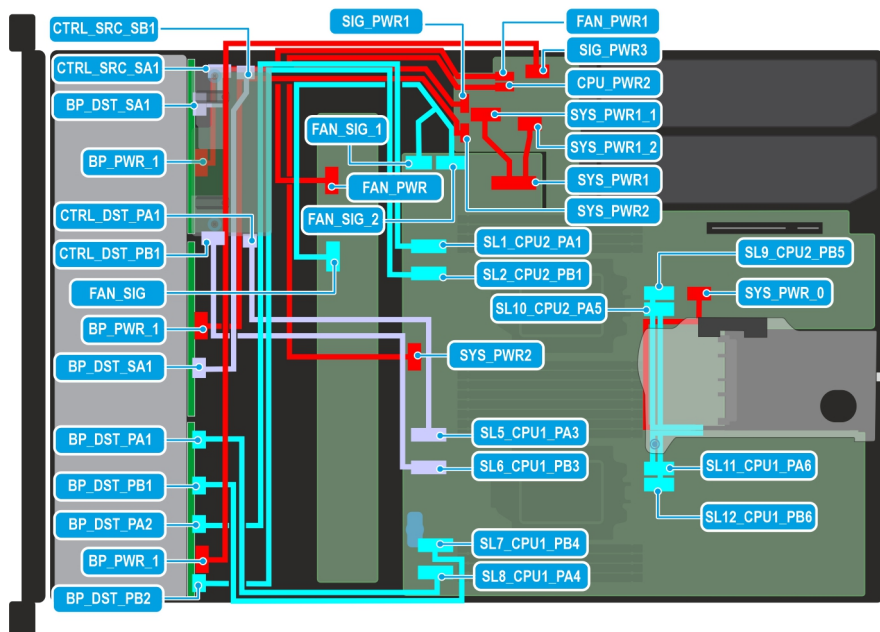 SIG_PWR1
FAN_PWR1
CTRL_SRC_SB1
SIG_PWR3
CTRL_SRC_SA1
CPU_PWR2
BP_DST_SA1
SYS_PWR1_1
FAN_SIG_1
SYS_PWR1_2
BP_PWR_1
FAN_PWR
SYS_PWR1
CTRL_DST_PA1
FAN_SIG_2
SYS_PWR2
CTRL_DST_PB1
SL1_CPU2_PA1
SL9_CPU2_PB5
SL2_CPU2_PB1
FAN_SIG
SL10_CPU2_PA5
SYS_PWR_0
BP_PWR_1
SYS_PWR2
BP_DST_SA1
BP_DST_PA1
SL5_CPU1_PA3
SL6_CPU1_PB3
SL11_CPU1_PA6
BP_DST_PB1
BP_DST_PA2
SL12_CPU1_PB6
SL7_CPU1_PB4
BP_PWR_1
SL8_CPU1_PA4
BP_DST_PB2